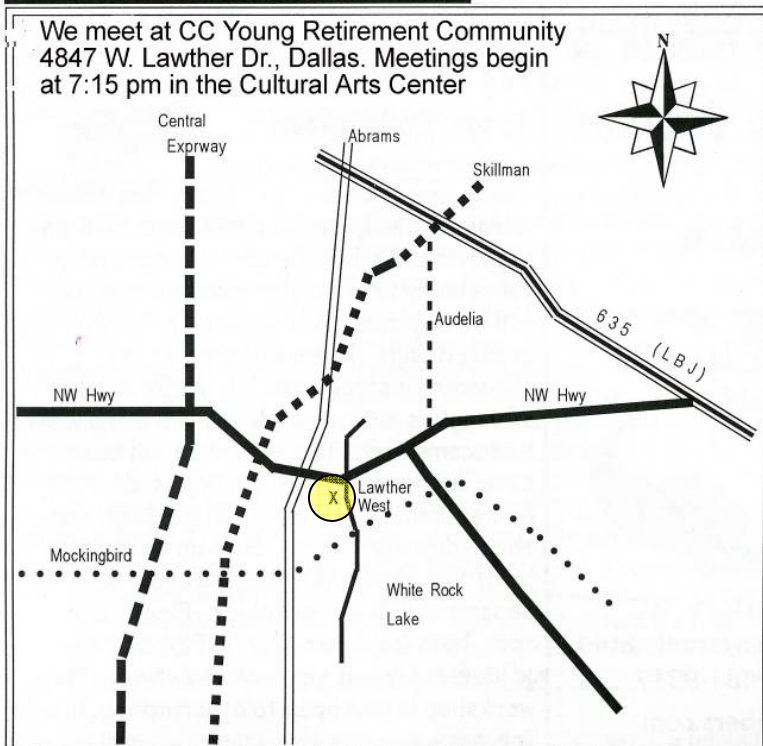 We meet at CC Young Retirement Community
4847 W. Lawther Dr., Dallas. Meetings begin
at 7:15 pm in the Cultural Arts Center
N
Central
Exprway
Abrams
Skillman
Audelia
635 (LBJ)
NW Hwy
NW Hwy
X
Lawther
West
Mockingbird
White Rock
Lake